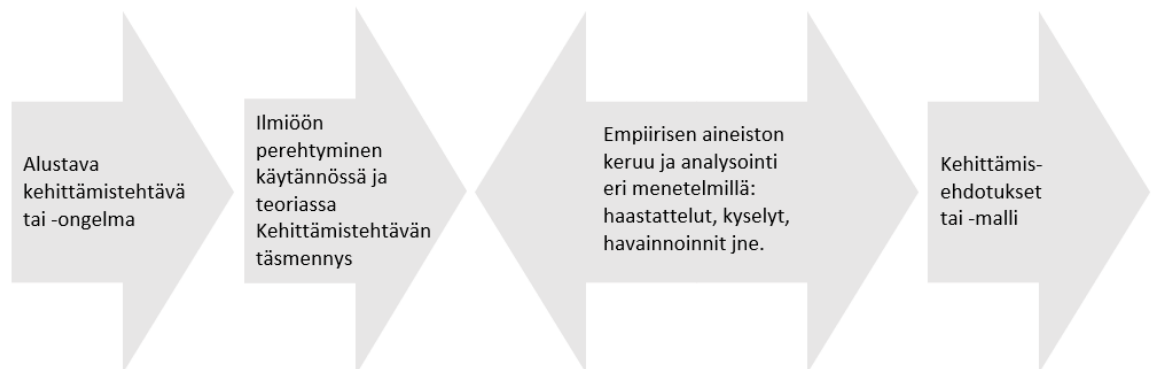 Alustava
kehittämistehtävä
tai -ongelma
Ilmiöön
perehtyminen
käytännössä ja
teoriassa
Kehittämistehtävän
täsmennys
Empiirisen aineiston
keruu ja analysointi
eri menetelmillä:
haastattelut, kyselyt,
havainnoinnit jne.
Kehittämis-
ehdotukset
tai -malli